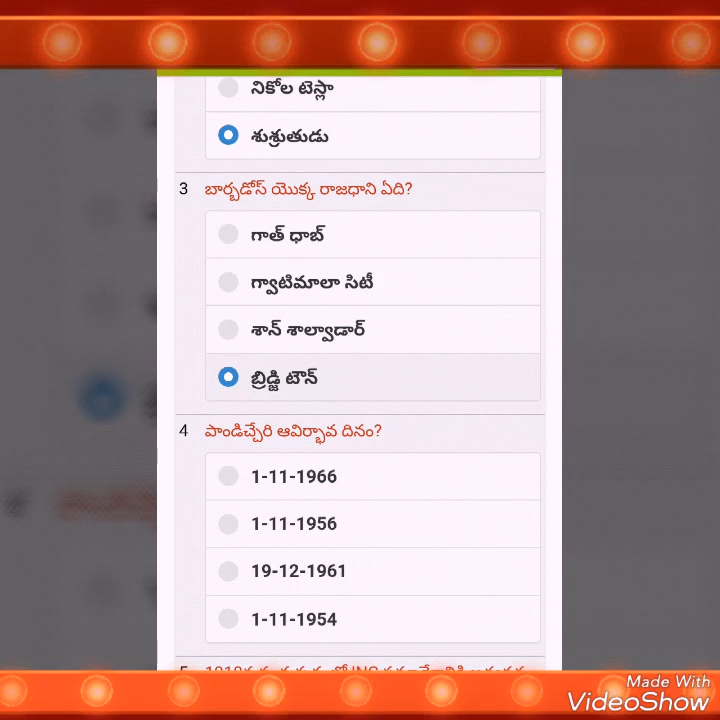 నికోల టెస్లా
శుశ్రుతుడు
3 బార్బడోస్ యొక్క రాజధాని ఏది?
గాత్ ధాబ్
గ్వాటిమాలా సిటీ
శాన్ శాల్వాడార్
బ్రిడ్జి టౌన్
4 పాండిచ్చేరి ఆవిర్భావ దినం?
1-11-1966
1-11-1956
19-12-1961
1-11-1954
Made With
VideoShow